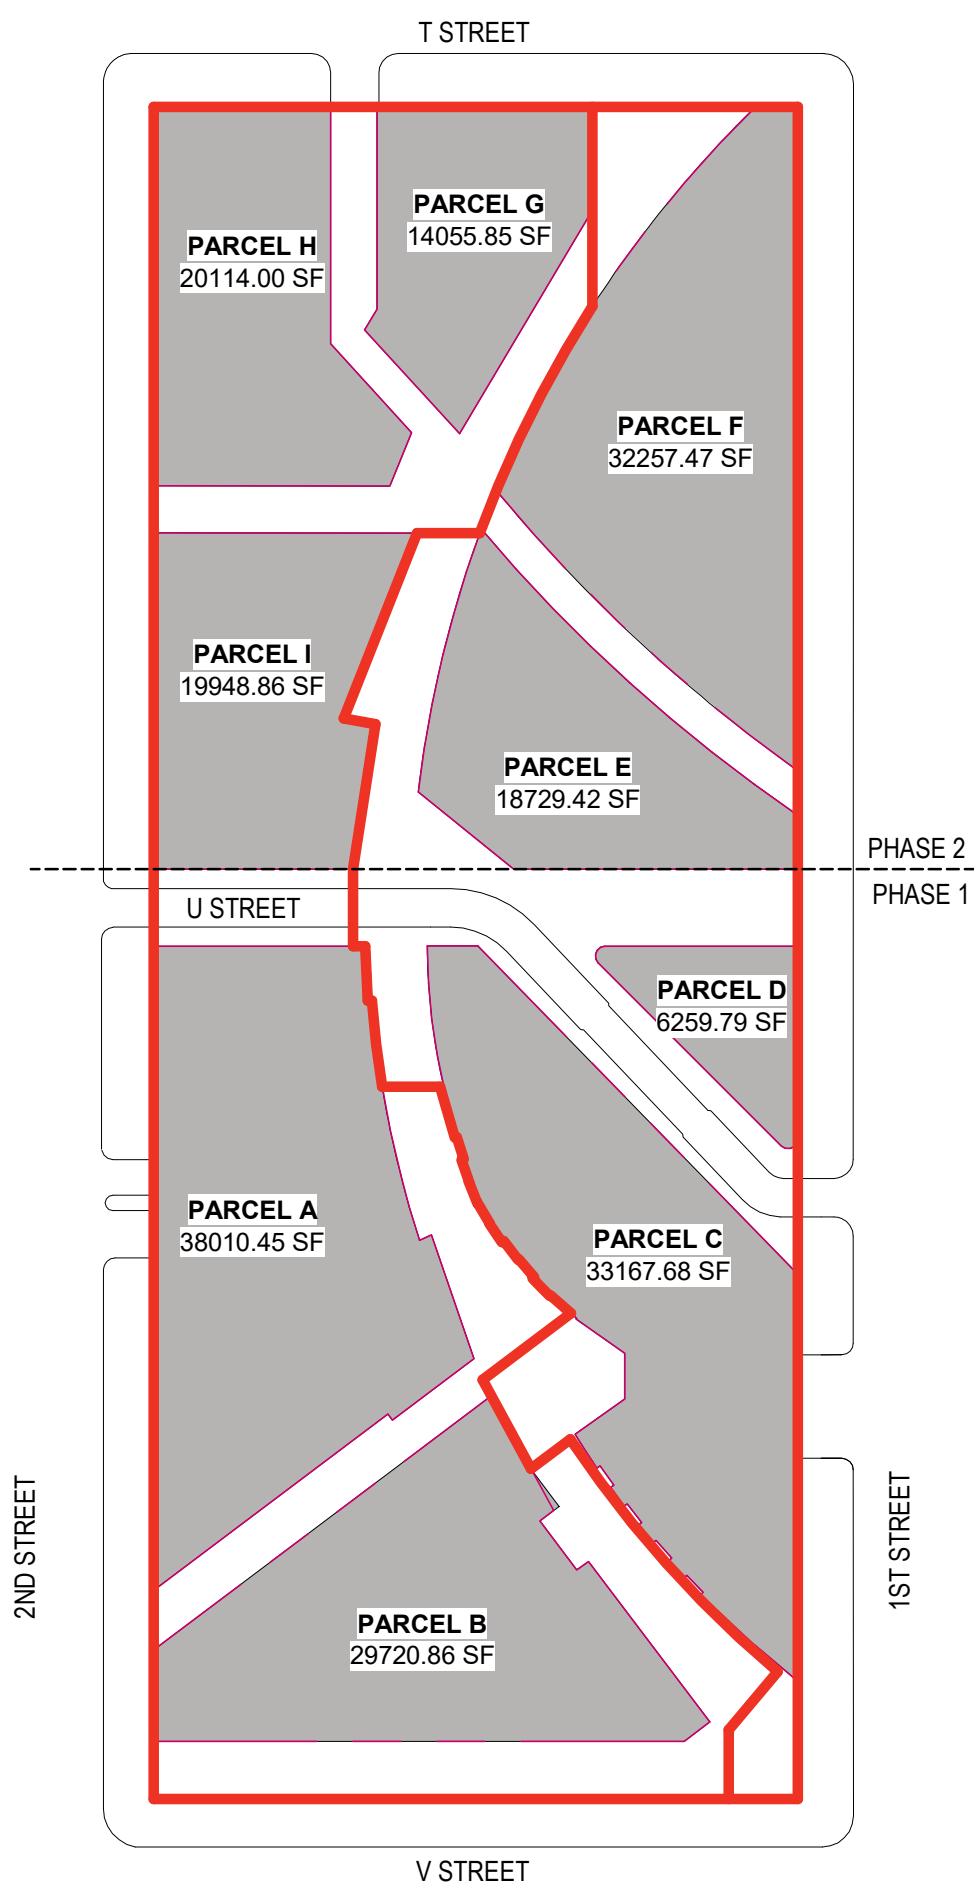 T STREET
PARCEL G
14055.85 SF
PARCEL H
20114.00 SF
PARCEL F
32257.47 SF
PARCEL I
19948.86 SF
PARCEL E
18729.42 SF
PHASE 2
PHASE 1
U STREET
PARCEL D
6259.79 SF
PARCEL A
38010.45 SF
PARCEL C
33167.68 SF
2ND STREET
1ST STREET
PARCEL B
29720.86 SF
V STREET